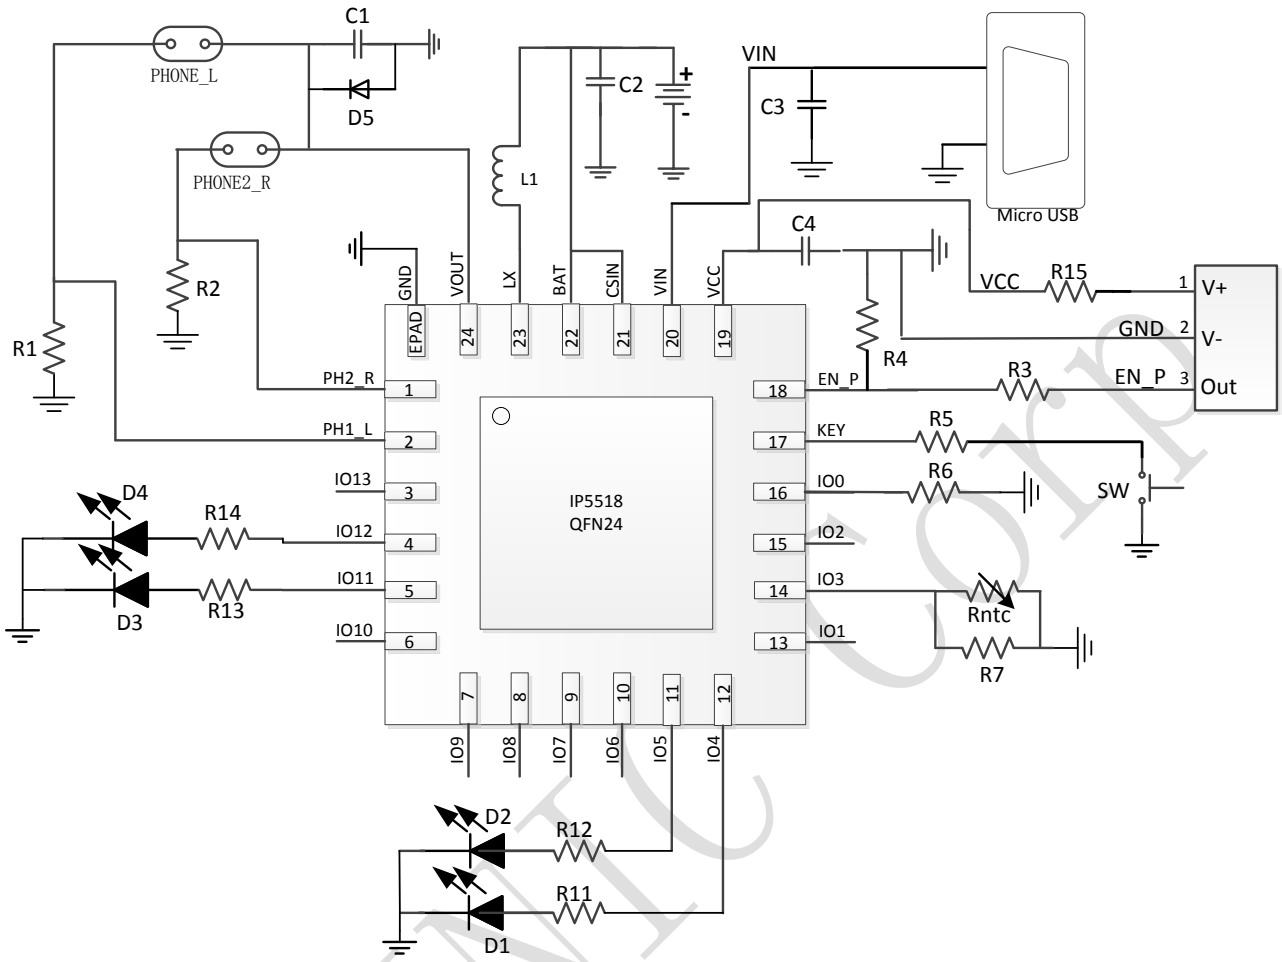 C1
PHONE_L
D5
PHONE2_R
R2
R1
L1
C2
+
-
VIN
C3
Micro USB
C4
VCC
R15
1
V+
GND
2
V-
EN_P
3
Out
R4
R3
GND
VOUT
LX
BAT
CSIN
VIN
VCC
EPAD
24
23
22
21
20
19
PH2_R
1
18
EN_P
PH1_L
2
17
KEY
R5
IO13
3
16
IO0
R6
SW
D4
R14
IO12
4
15
IO2
IP5518
QFN24
D3
R13
IO11
5
14
IO3
Rntc
IO10
6
13
IO1
R7
7
8
9
10
11
12
IO9
IO8
IO7
IO6
IO5
IO4
D2
R12
D1
R11
NIC Corp